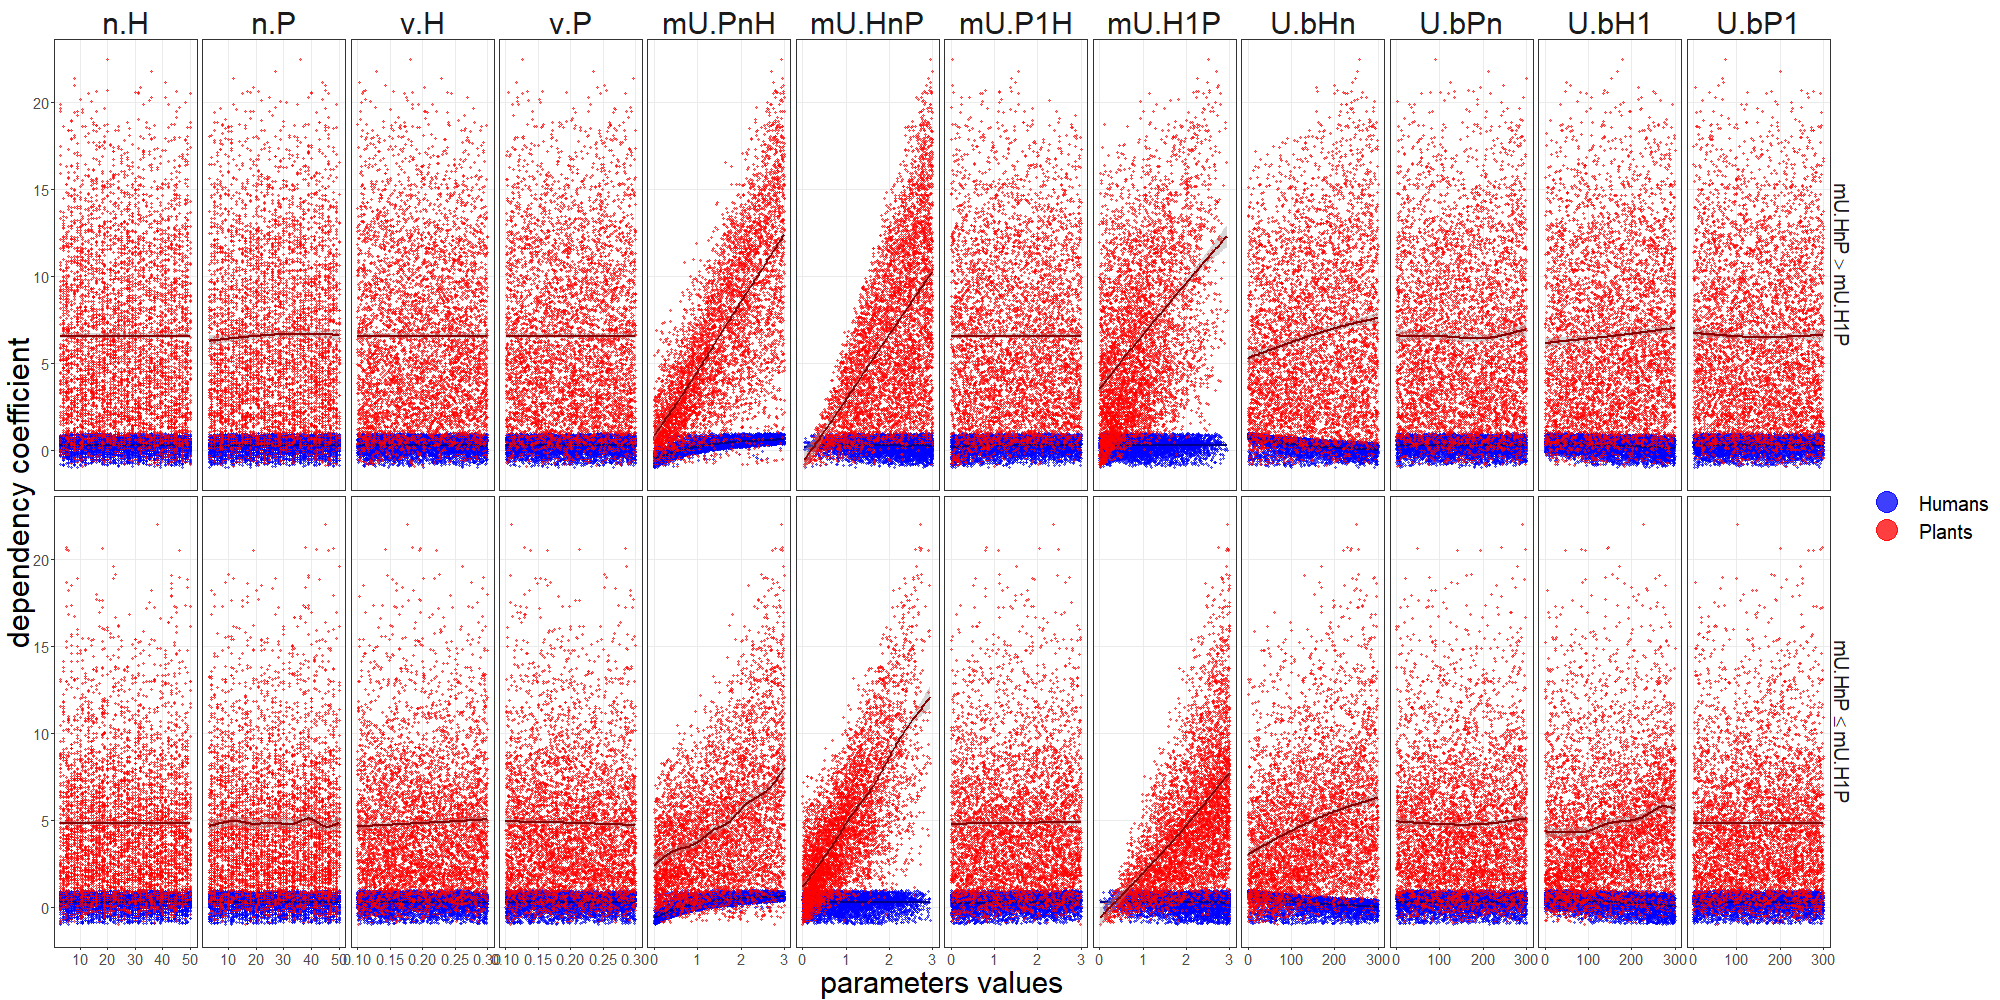 n.H n.P v.H v.P mU.PnH mU.HnP mU.P1H mU.H1P U.bHn U.bPn U.bH1 U.bP1
dependency coefficient
20
15
10
5
0
mU.HnP > mU.H1P
20
15
10
5
0
mU.HnP ≤ mU.H1P
Humans
Plants
10 20 30 40 50 10 20 30 40 50 0.10 0.15 0.20 0.25 0.30 0.10 0.15 0.20 0.25 0.30 0 1 2 3 0 1 2 3 0 1 2 3 0 1 2 3 0 100 200 300 0 100 200 300 0 100 200 300 0 100 200 300
parameters values